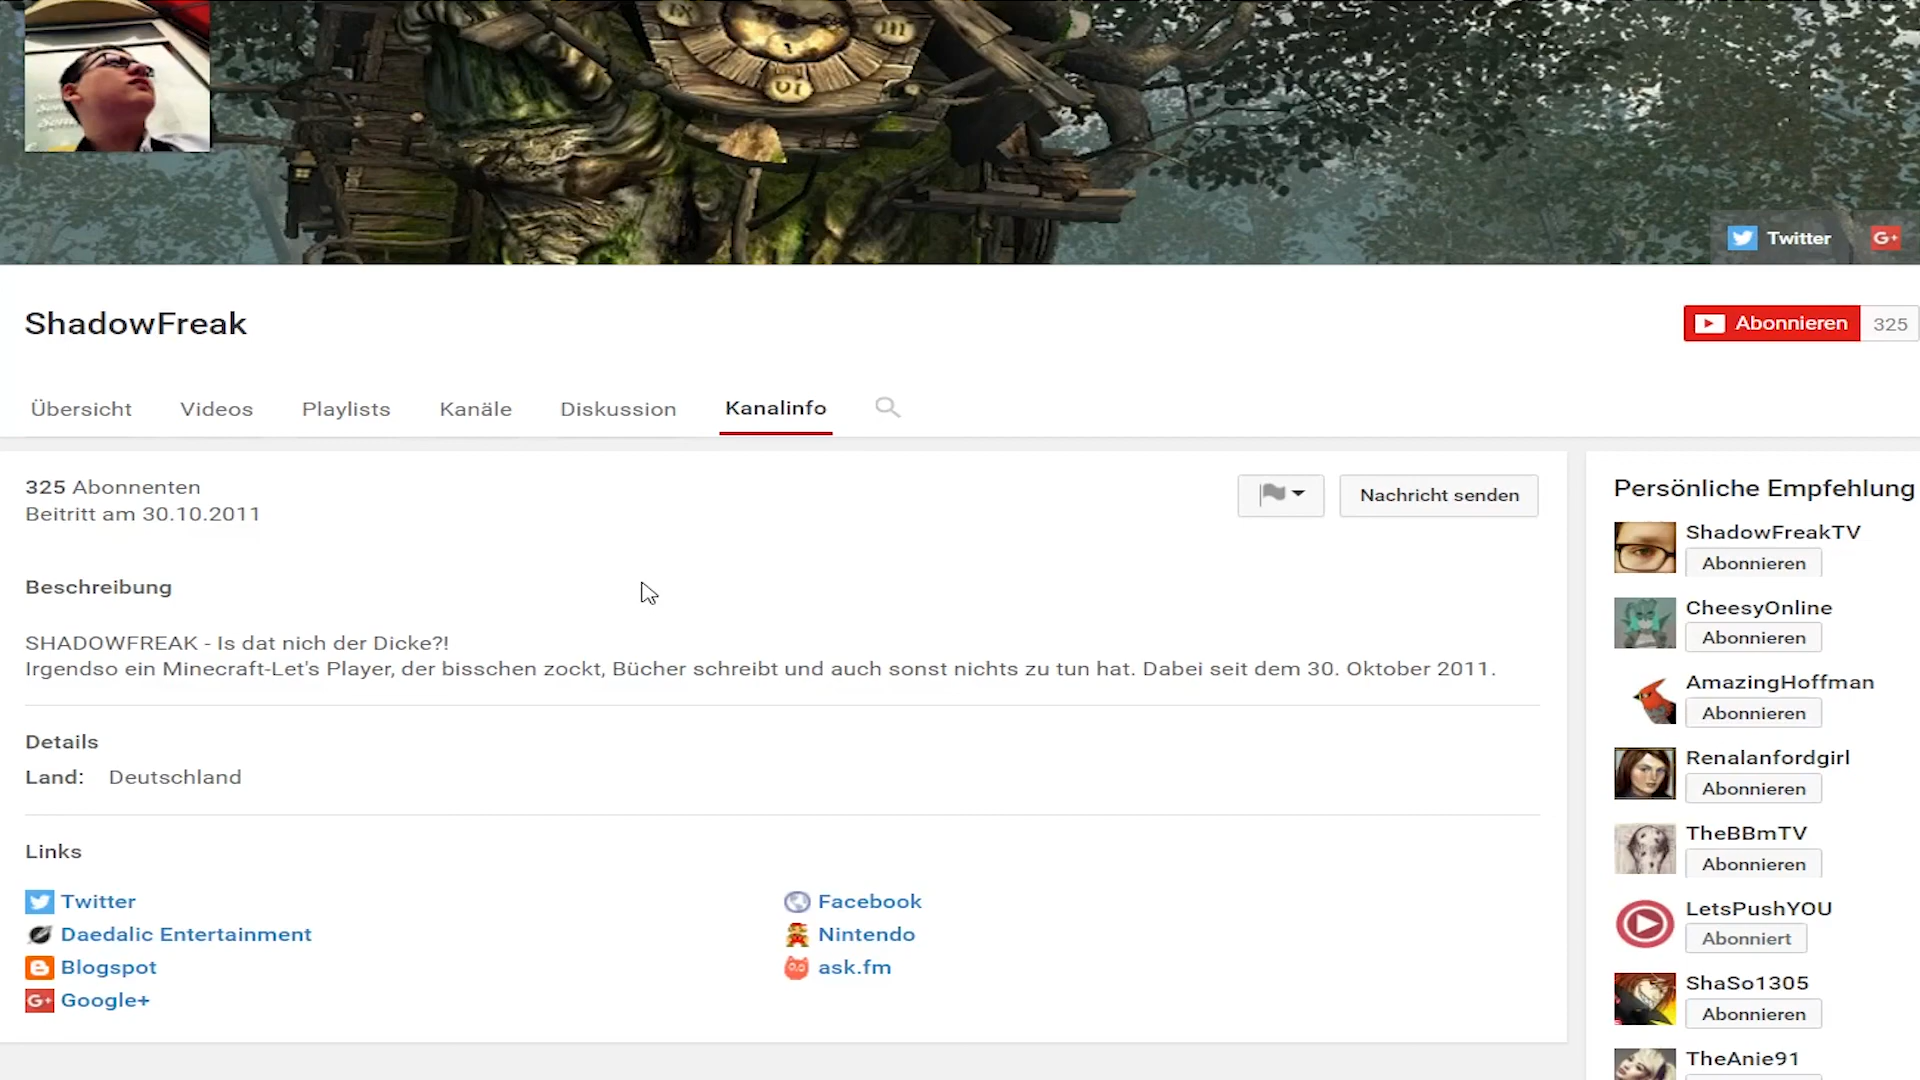 IX
III
VI
Twitter
G+
ShadowFreak
Abonnieren 325
Übersicht Videos Playlists Kanäle Diskussion Kanalinfo
325 Abonnenten
Beitritt am 30.10.2011
Nachricht senden
Beschreibung
SHADOWFREAK - Is dat nich der Dicke?!
Irgendso ein Minecraft-Let's Player, der bisschen zockt, Bücher schreibt und auch sonst nichts zu tun hat. Dabei seit dem 30. Oktober 2011.
Details
Land: Deutschland
Links
Twitter
Facebook
Daedalic Entertainment
Nintendo
Blogspot
ask.fm
G+ Google+
Persönliche Empfehlung
ShadowFreakTV
Abonnieren
CheesyOnline
Abonnieren
AmazingHoffman
Abonnieren
Renalanfordgirl
Abonnieren
TheBBmTV
Abonnieren
LetsPushYOU
Abonniert
ShaSo1305
Abonnieren
TheAnie91